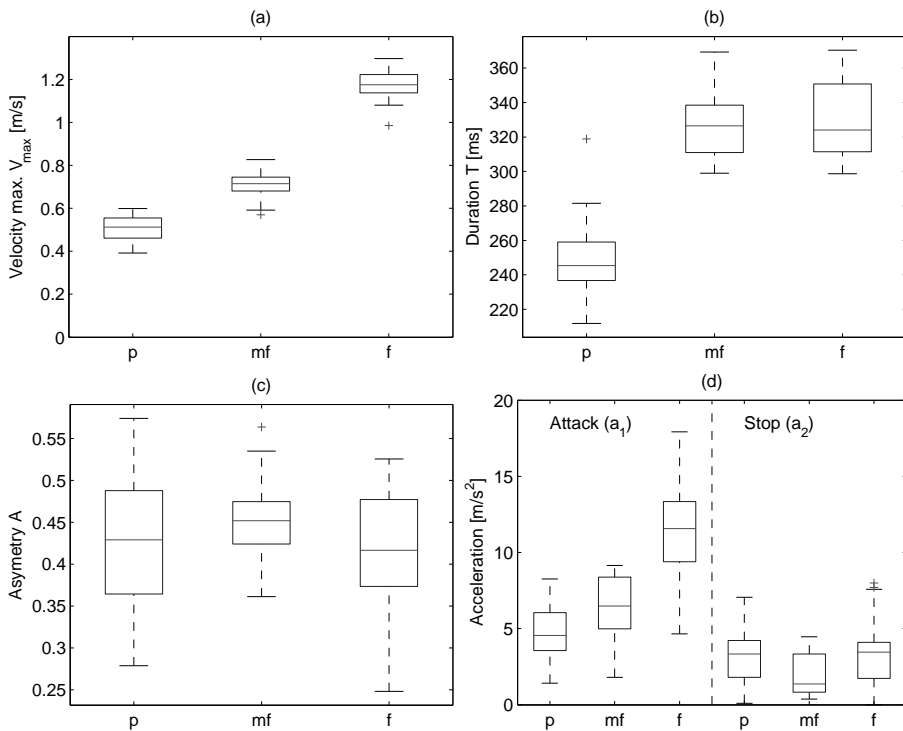 (a)
Velocity max. V_max [m/s]
1.2
1
0.8
0.6
0.4
0.2
0
p mf f
(b)
Duration T [ms]
360
340
320
300
280
260
240
220
p mf f
(c)
Asymetry A
0.55
0.5
0.45
0.4
0.35
0.3
0.25
p mf f
(d)
Acceleration [m/s²]
20
15
10
5
0
Attack (a₁) Stop (a₂)
p mf f p mf f